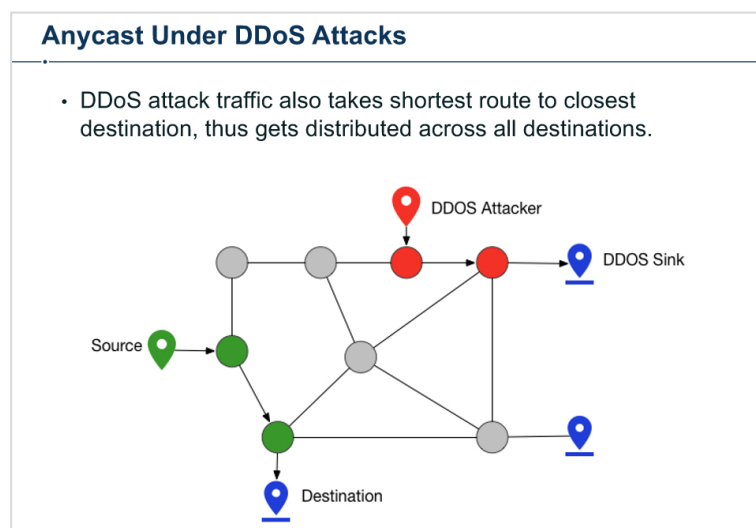 Anycast Under DDoS Attacks
• DDoS attack traffic also takes shortest route to closest
destination, thus gets distributed across all destinations.
DDOS Attacker
DDOS Sink
Source
Destination